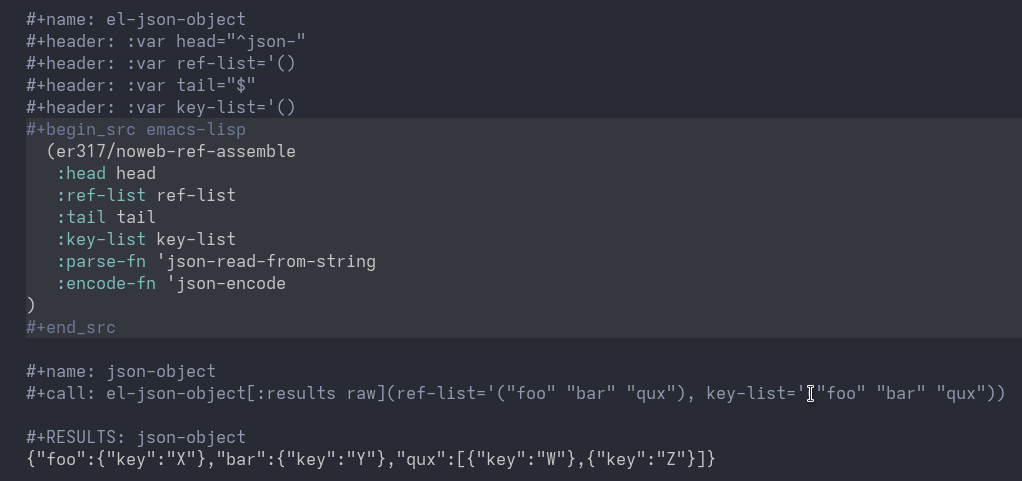 #+name: el-json-object
#+header: :var head="^json-"
#+header: :var ref-list='()
#+header: :var tail="$"
#+header: :var key-list='()
#+begin_src emacs-lisp
(er317/noweb-ref-assemble
:head head
:ref-list ref-list
:tail tail
:key-list key-list
:parse-fn 'json-read-from-string
:encode-fn 'json-encode
)
#+end_src
#+name: json-object
#+call: el-json-object[:results raw](ref-list='("foo" "bar" "qux"), key-list='("foo" "bar" "qux"))
#+RESULTS: json-object
{"foo":{"key":"X"},"bar":{"key":"Y"},"qux":[{"key":"W"},{"key":"Z"}]}